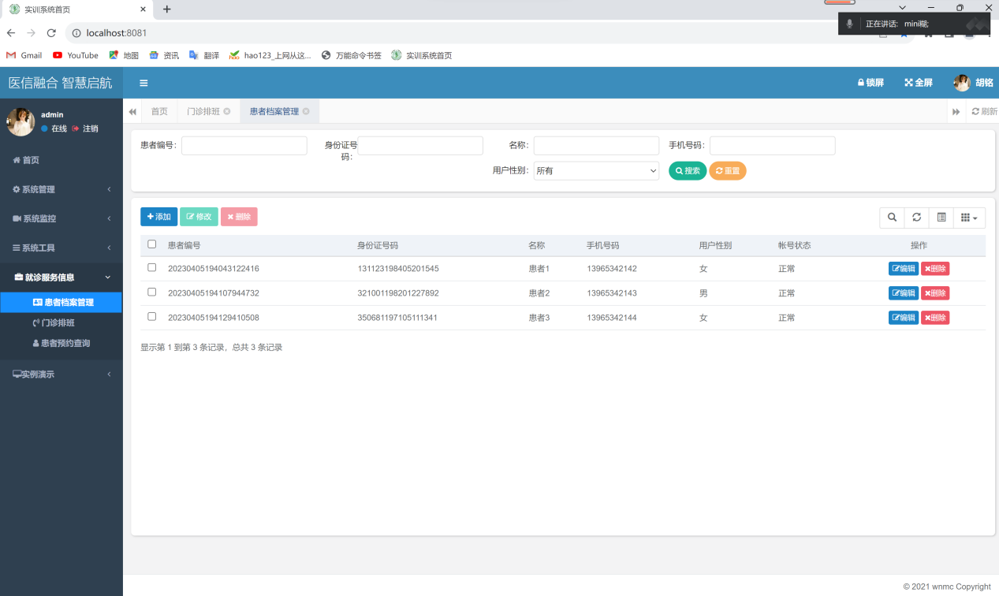 实训系统首页
localhost:8081
正在讲话: mini糊;
Gmail YouTube 地图 资讯 翻译 hao123_上网从这... 万能命令书签 实训系统首页
医信融合 智慧启航
锁屏 全屏 胡铭
admin
在线 注销
首页 门诊排班 患者档案管理 刷新
首页
系统管理
系统监控
系统工具
就诊服务信息
患者档案管理
门诊排班
患者预约查询
实例演示
患者编号: 身份证号码: 名称: 手机号码:
用户性别: 所有 搜索 重置
添加 修改 删除
患者编号 身份证号码 名称 手机号码 用户性别 帐号状态 操作
20230405194043122416 131123198405201545 患者1 13965342142 女 正常 编辑 删除
20230405194107944732 321001198201227892 患者2 13965342143 男 正常 编辑 删除
20230405194129410508 350681197105111341 患者3 13965342144 女 正常 编辑 删除
显示第 1 到第 3 条记录，总共 3 条记录
© 2021 wnmc Copyright